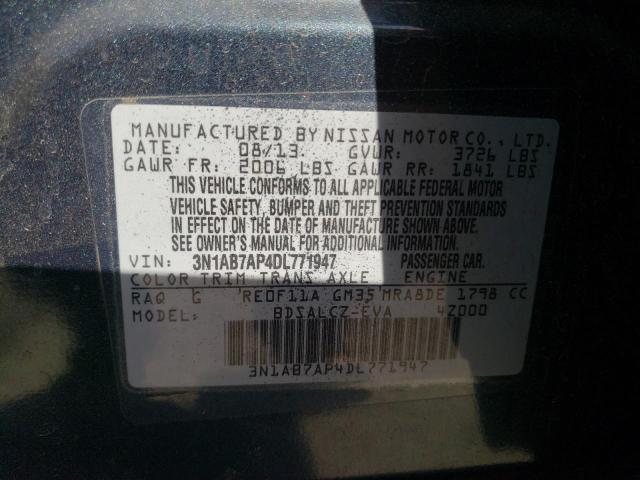 MANUFACTURED BY NISSAN MOTOR CO., LTD.
DATE: 08/13. GVWR: 3726 LBS
GAWR FR: 2006 LBS GAWR RR: 1841 LBS
THIS VEHICLE CONFORMS TO ALL APPLICABLE FEDERAL MOTOR
VEHICLE SAFETY, BUMPER AND THEFT PREVENTION STANDARDS
IN EFFECT ON THE DATE OF MANUFACTURE SHOWN ABOVE.
SEE OWNER'S MANUAL FOR ADDITIONAL INFORMATION.
VIN: 3N1AB7AP4DL771947 PASSENGER CAR.
COLOR TRIM TRANS AXLE ENGINE
RAQ G RE0F11A GM35 MRA8DE 1798 CC
MODEL: BDSALCZ-EVA 4Z000
3N1AB7AP4DL771947